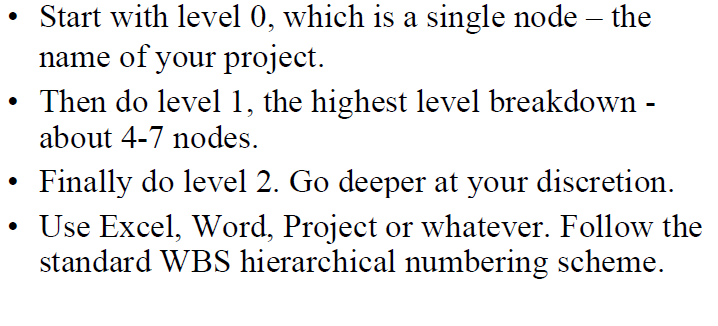 • Start with level 0, which is a single node – the
name of your project.
• Then do level 1, the highest level breakdown -
about 4-7 nodes.
• Finally do level 2. Go deeper at your discretion.
• Use Excel, Word, Project or whatever. Follow the
standard WBS hierarchical numbering scheme.